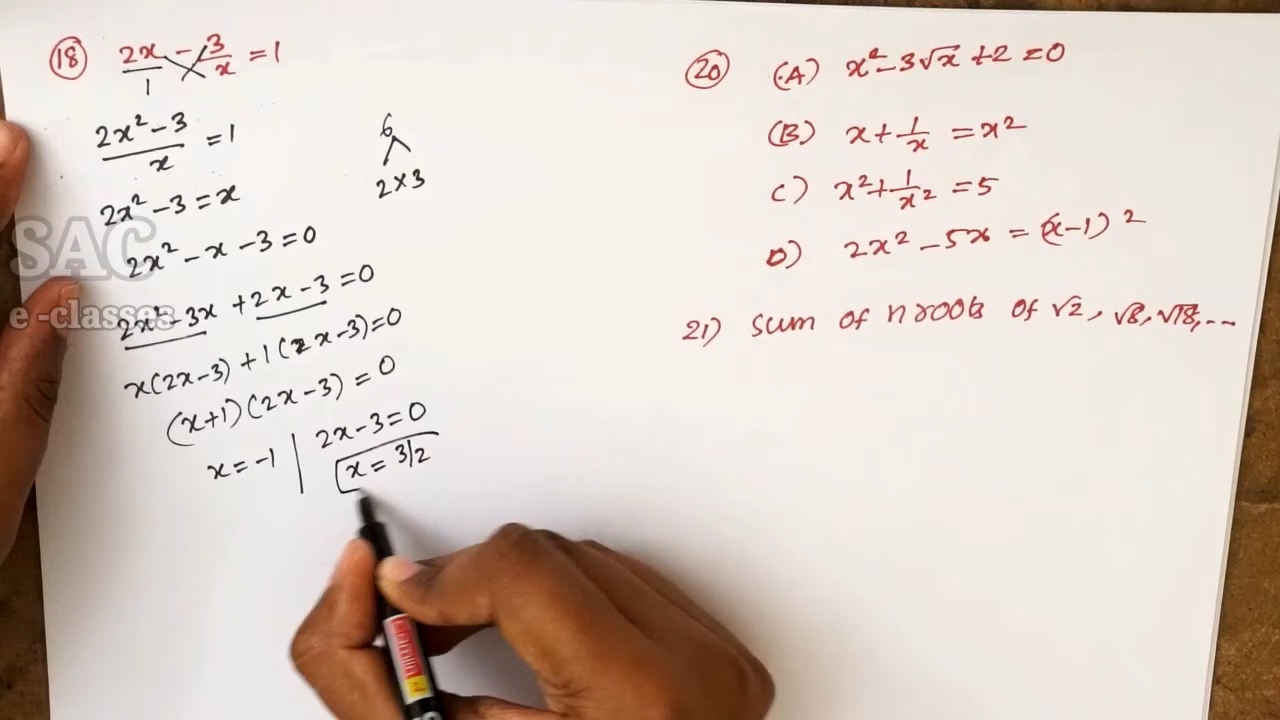 18 2x/1 - 3/x = 1
2x² - 3/x = 1
2x² - 3 = x
2x² - x - 3 = 0
2x² - 3x + 2x - 3 = 0
x(2x - 3) + 1(2x - 3) = 0
(x+1)(2x - 3) = 0
x = -1 | 2x - 3 = 0
x = 3/2
6
2 x 3
20 (A) x² - 3√x + 2 = 0
(B) x + 1/x = x²
C) x² + 1/x² = 5
D) 2x² - 5x = (x-1)²
21) Sum of n roots of √2, √8, √18, ...
SAC
e-classes